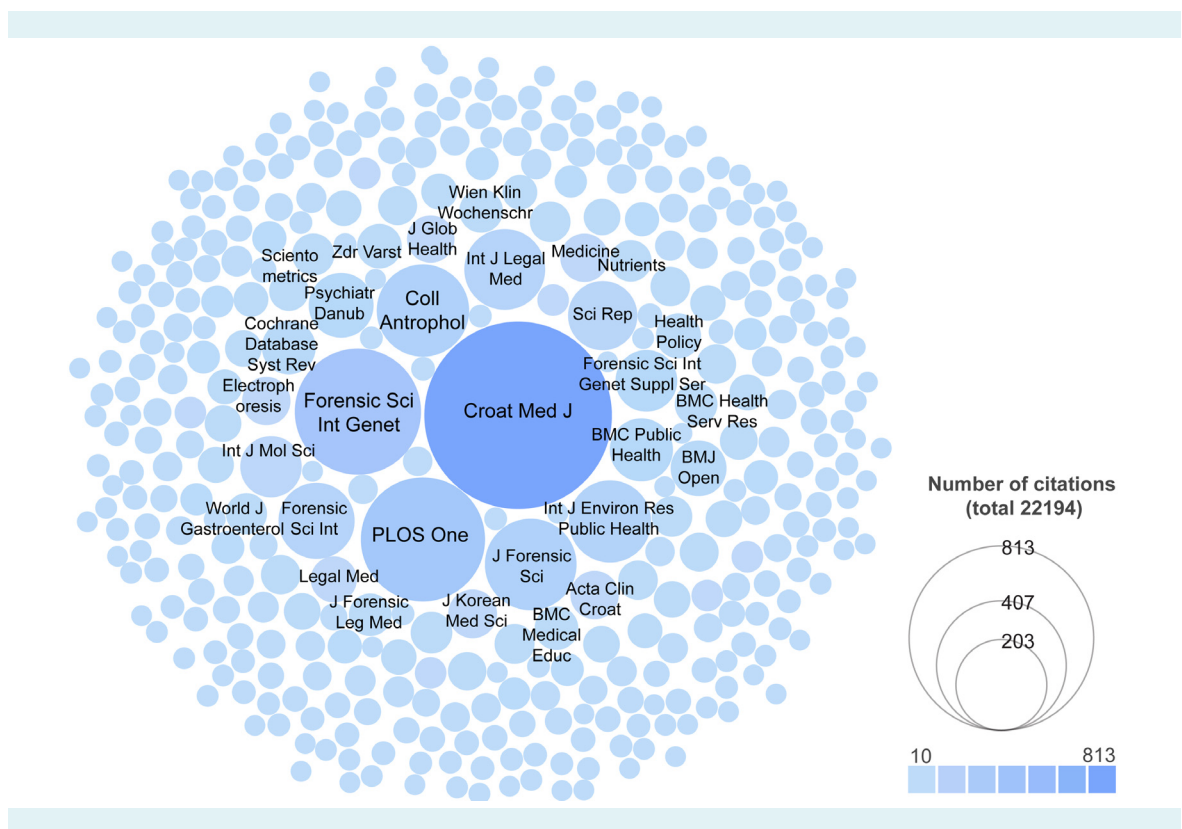 Wien Klin
Wochenschr
J Glob
Health
Zdr Varst
Sciento
metrics
Int J Legal
Med
Medicine
Nutrients
Psychiatr
Danub
Coll
Antrophol
Sci Rep
Health
Policy
Cochrane
Database
Syst Rev
Forensic Sci Int
Genet Suppl Ser
Electroph
oresis
Forensic Sci
Int Genet
Croat Med J
BMC Health
Serv Res
BMC Public
Health
BMJ
Open
Int J Mol Sci
World J
Gastroenterol
Forensic
Sci Int
PLOS One
Int J Environ Res
Public Health
J Forensic
Sci
Legal Med
J Forensic
Leg Med
J Korean
Med Sci
Acta Clin
Croat
BMC
Medical
Educ
Number of citations
(total 22194)
813
407
203
10
813